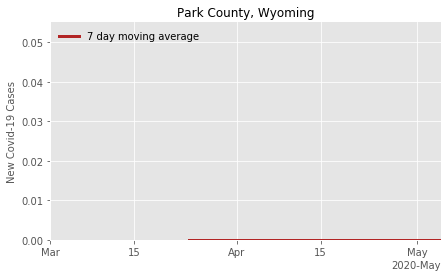 Park County, Wyoming
7 day moving average
New Covid-19 Cases
0.05
0.04
0.03
0.02
0.01
0.00
Mar 15 Apr 15 May
2020-May